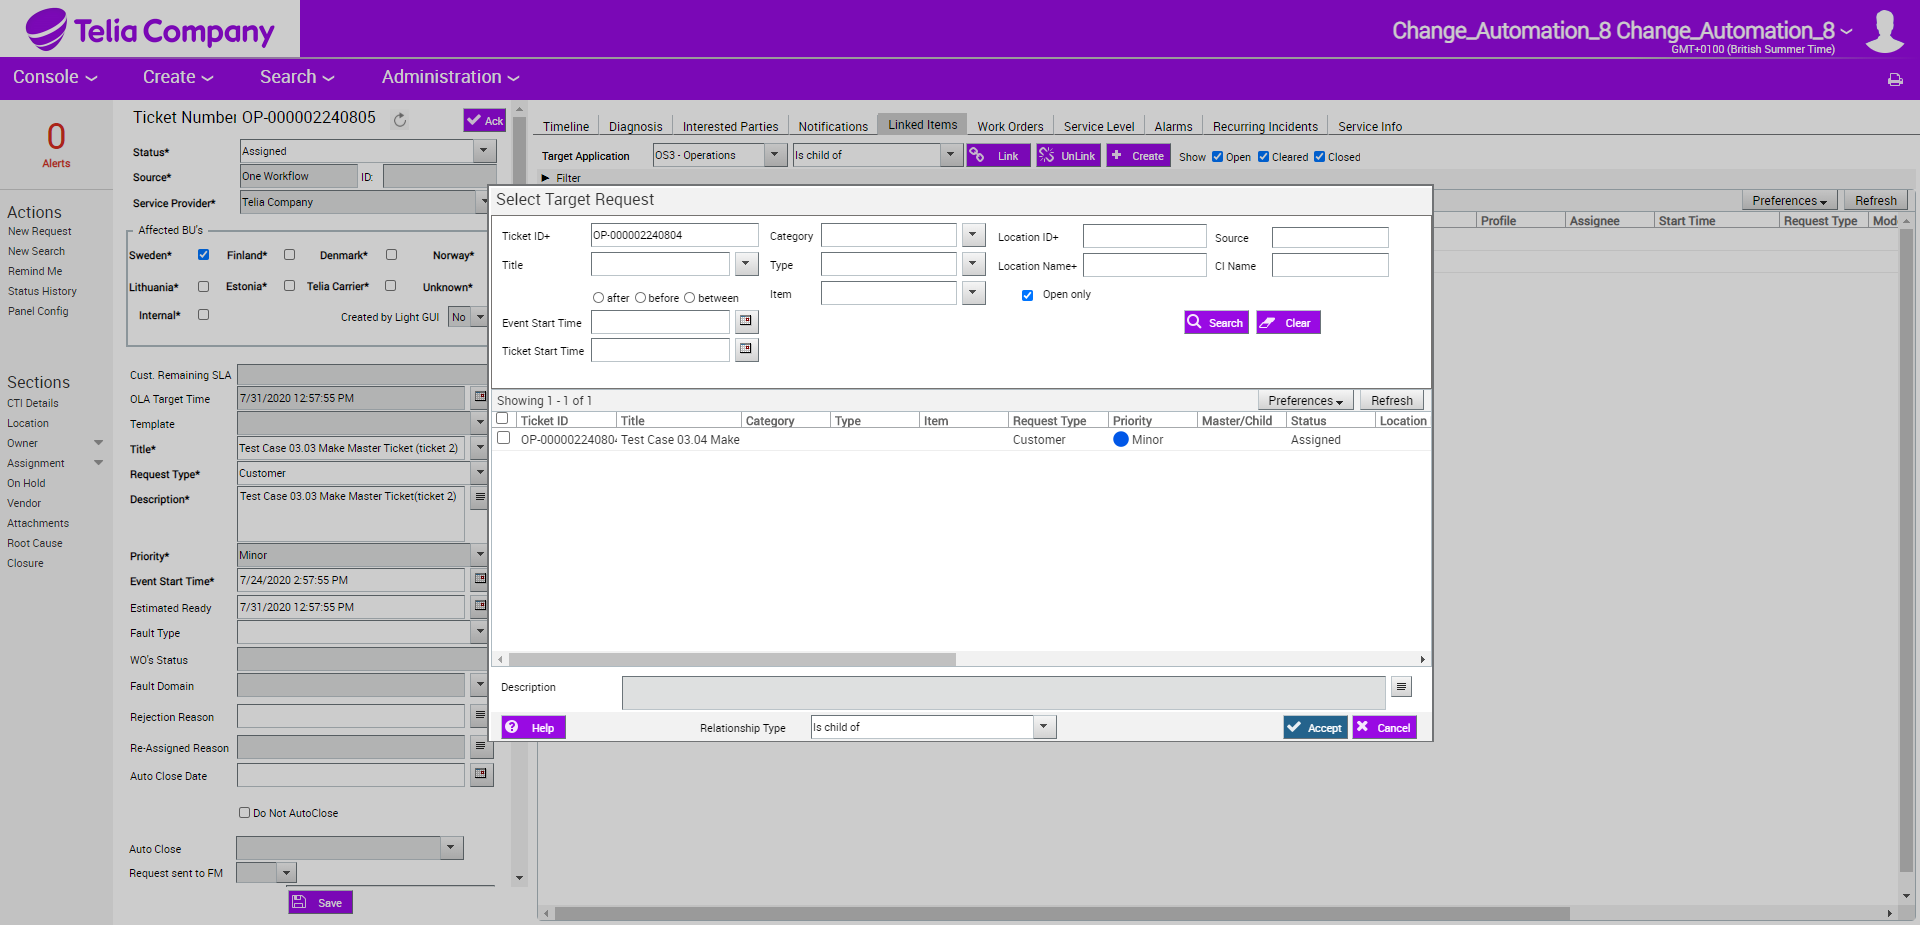 Telia Company
Change_Automation_8 Change_Automation_8
GMT+0100 (British Summer Time)
Console Create Search Administration
0
Alerts
Actions
New Request
New Search
Remind Me
Status History
Panel Config
Sections
CTI Details
Location
Owner
Assignment
On Hold
Vendor
Attachments
Root Cause
Closure
Ticket Number OP-000002240805
Ack
Status* Assigned
Source* One Workflow ID:
Service Provider* Telia Company
Affected BU's
Sweden* Finland* Denmark* Norway*
Lithuania* Estonia* Telia Carrier* Unknown*
Internal* Created by Light GUI No
Cust. Remaining SLA
OLA Target Time 7/31/2020 12:57:55 PM
Template
Title* Test Case 03.03 Make Master Ticket (ticket 2)
Request Type* Customer
Description* Test Case 03.03 Make Master Ticket(ticket 2)
Priority* Minor
Event Start Time* 7/24/2020 2:57:55 PM
Estimated Ready 7/31/2020 12:57:55 PM
Fault Type
WO's Status
Fault Domain
Rejection Reason
Re-Assigned Reason
Auto Close Date
Do Not AutoClose
Auto Close
Request sent to FM
Save
Timeline Diagnosis Interested Parties Notifications Linked Items Work Orders Service Level Alarms Recurring Incidents Service Info
Target Application OS3 - Operations Is child of Link UnLink Create Show Open Cleared Closed
Filter
Preferences Refresh
Profile Assignee Start Time Request Type Mod
Select Target Request
Ticket ID+ OP-000002240804 Category Location ID+ Source
Title Type Location Name+ CI Name
after before between Item Open only
Event Start Time Search Clear
Ticket Start Time
Showing 1 - 1 of 1 Preferences Refresh
Ticket ID Title Category Type Item Request Type Priority Master/Child Status Location
OP-00000224080 Test Case 03.04 Make Customer Minor Assigned
Description
Help Relationship Type Is child of Accept Cancel